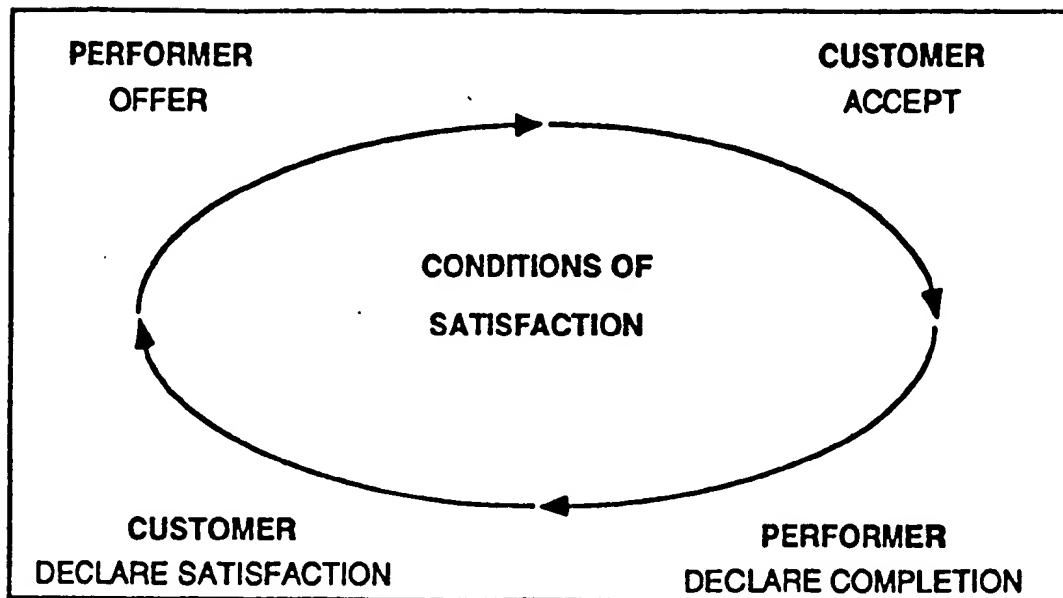 PERFORMER
OFFER
CUSTOMER
ACCEPT
CONDITIONS OF
SATISFACTION
CUSTOMER
DECLARE SATISFACTION
PERFORMER
DECLARE COMPLETION